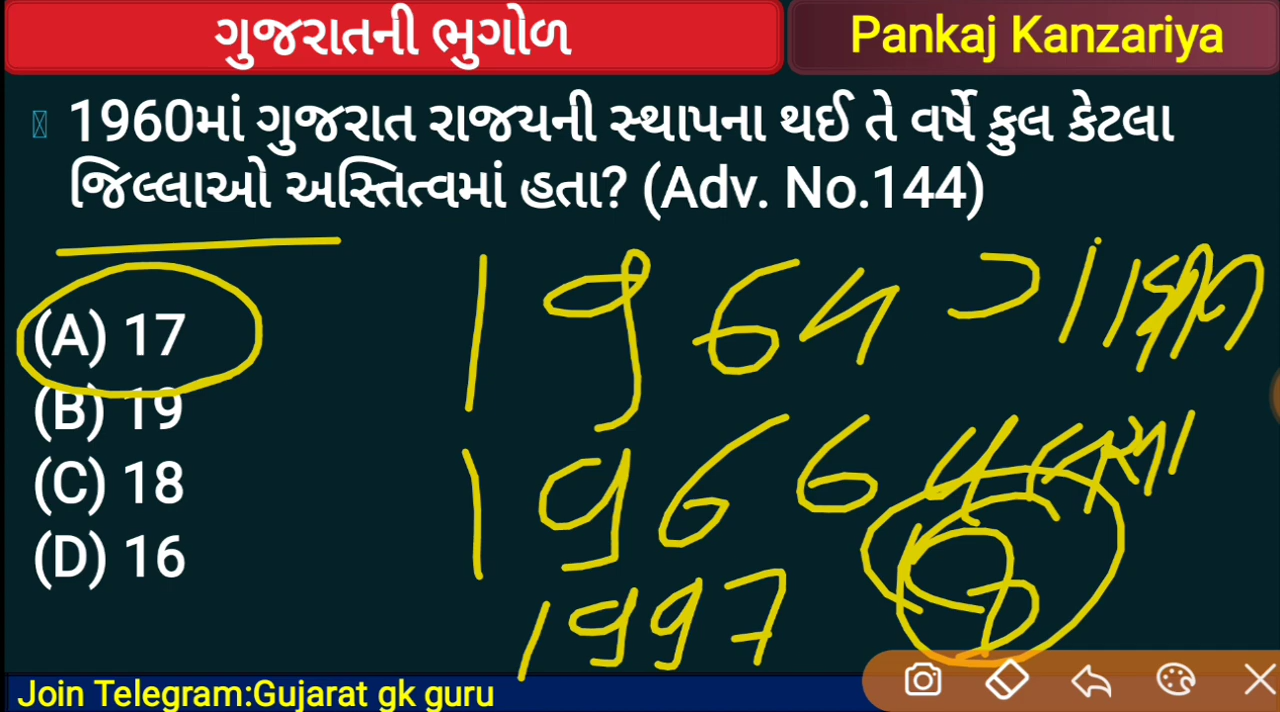 ગુજરાતની ભુગોળ
Pankaj Kanzariya
1960માં ગુજરાત રાજ્યની સ્થાપના થઈ તે વર્ષે કુલ કેટલા
જિલ્લાઓ અસ્તિત્વમાં હતા? (Adv. No.144)
(A) 17
(B) 19
(C) 18
(D) 16
1964
1966
1997
Join Telegram:Gujarat gk guru